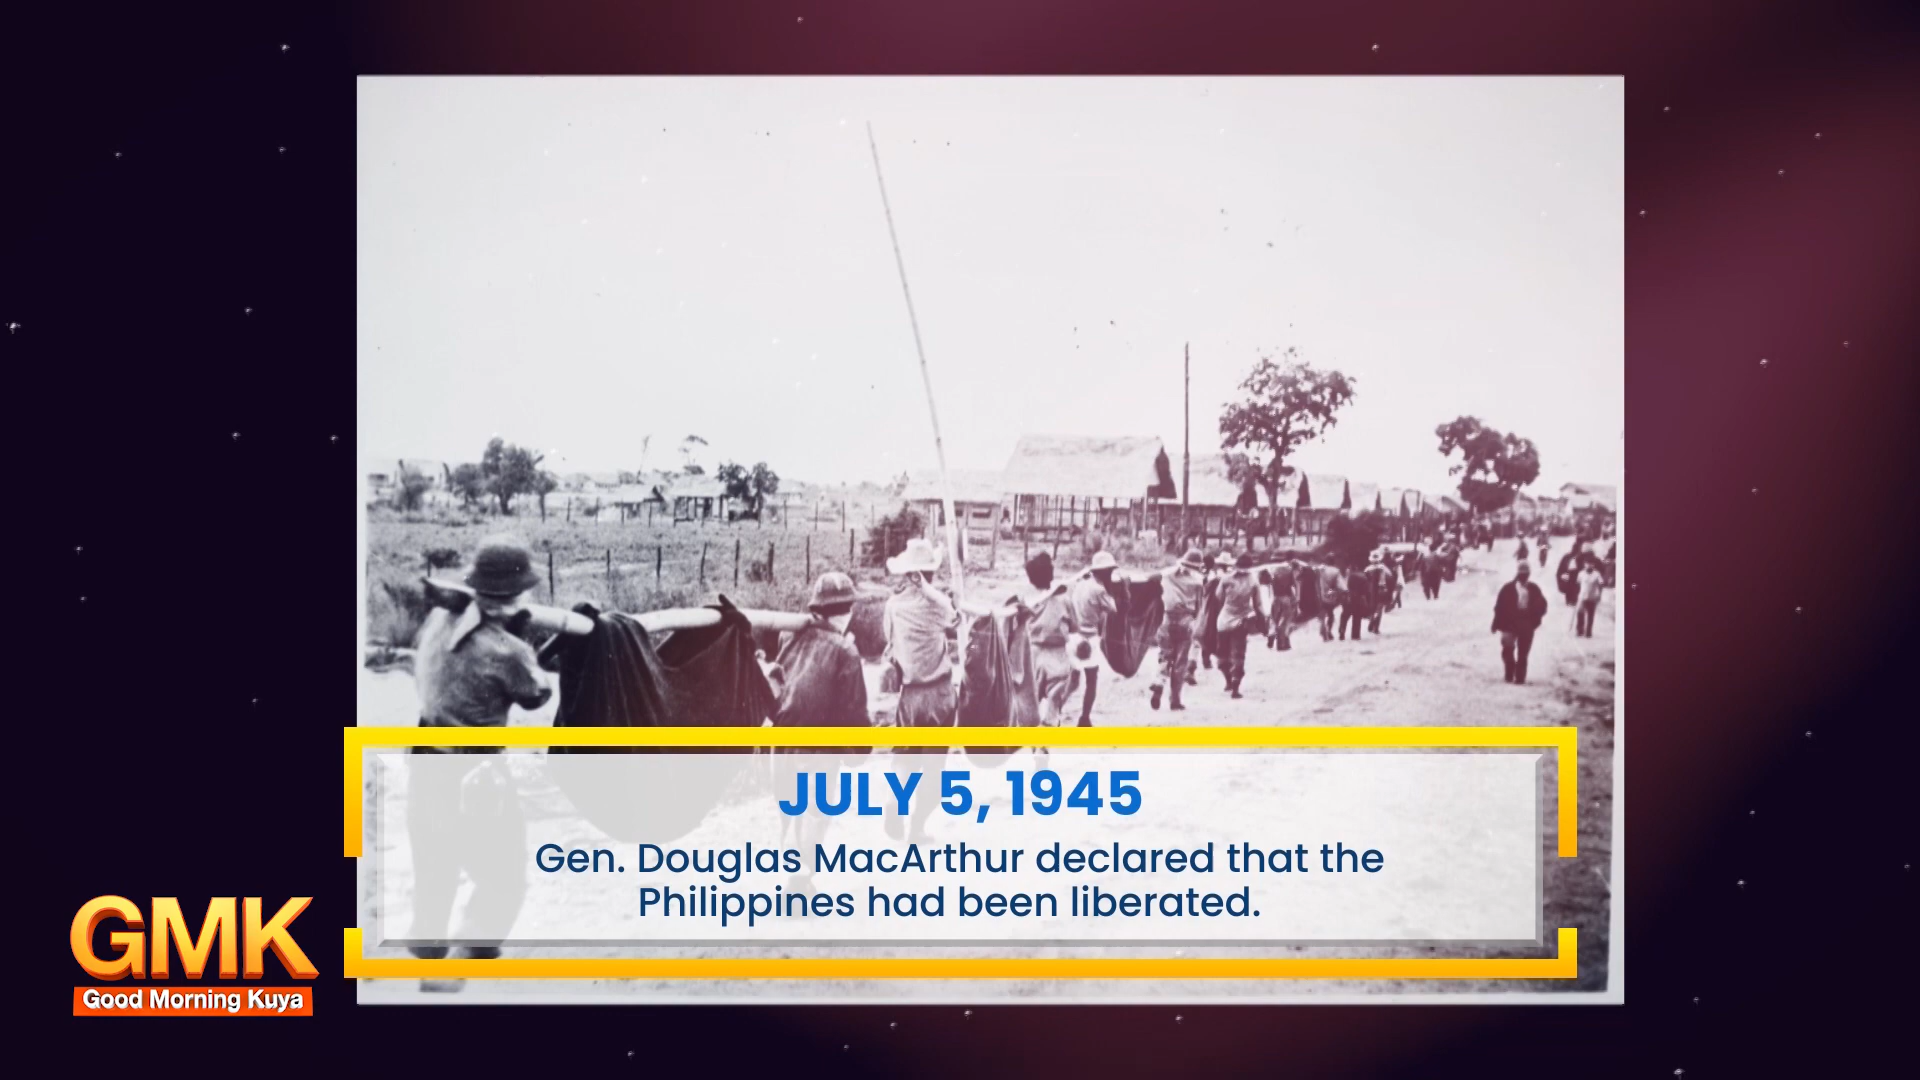 JULY 5, 1945
Gen. Douglas MacArthur declared that the
Philippines had been liberated.
GMK
Good Morning Kuya